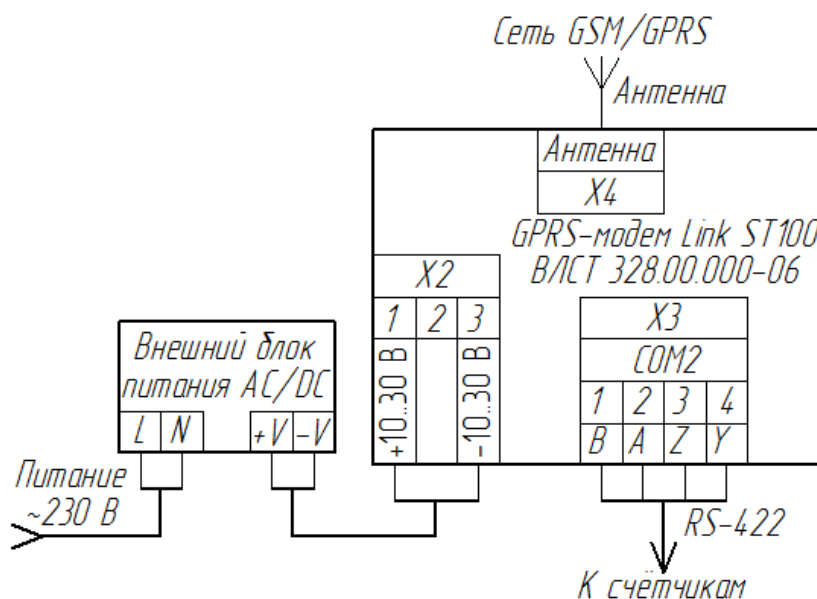 Сеть GSM/GPRS
Антенна
Антенна
X4
GPRS-модем Link ST100
ВЛСТ 328.00.000-06
X2
1 2 3
+10..30 В
-10..30 В
X3
COM2
1 2 3 4
B A Z Y
Внешний блок
питания AC/DC
L N +V -V
Питание
~230 В
RS-422
К счётчикам